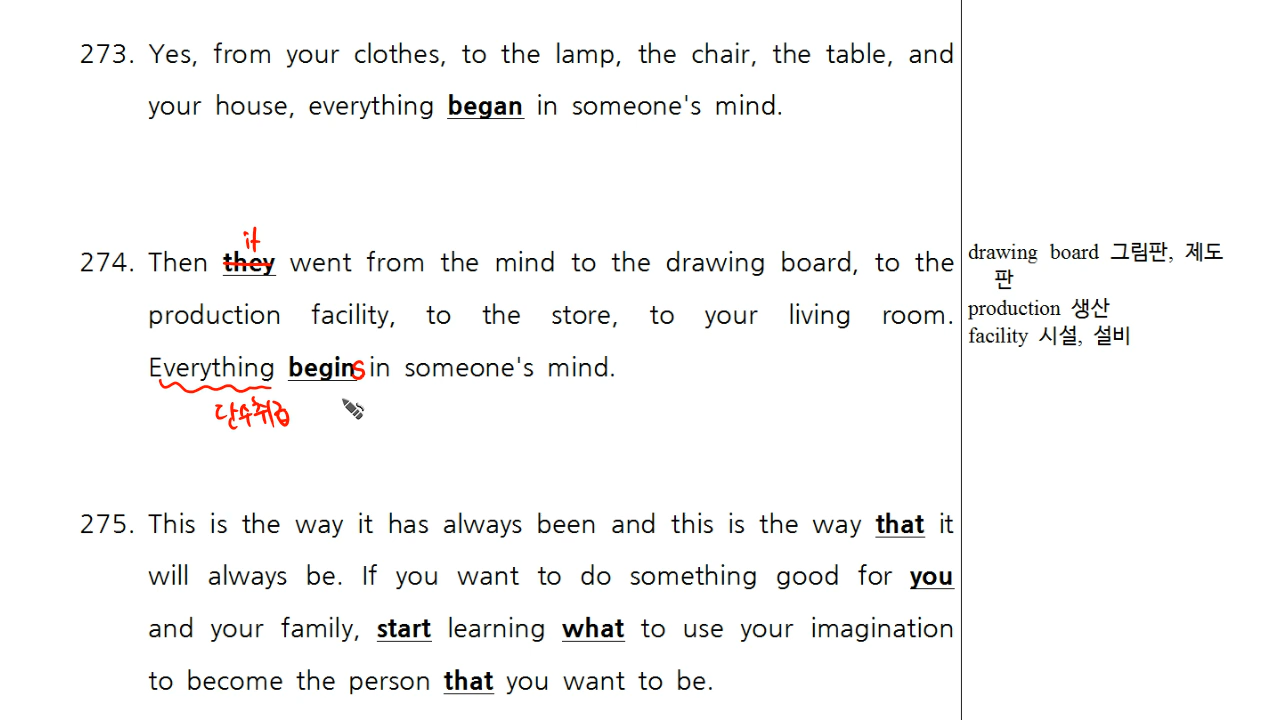 273. Yes, from your clothes, to the lamp, the chair, the table, and
your house, everything began in someone's mind.
it
274. Then they went from the mind to the drawing board, to the
production facility, to the store, to your living room.
Everything begins in someone's mind.
단수취급
drawing board 그림판, 제도
판
production 생산
facility 시설, 설비
275. This is the way it has always been and this is the way that it
will always be. If you want to do something good for you
and your family, start learning what to use your imagination
to become the person that you want to be.